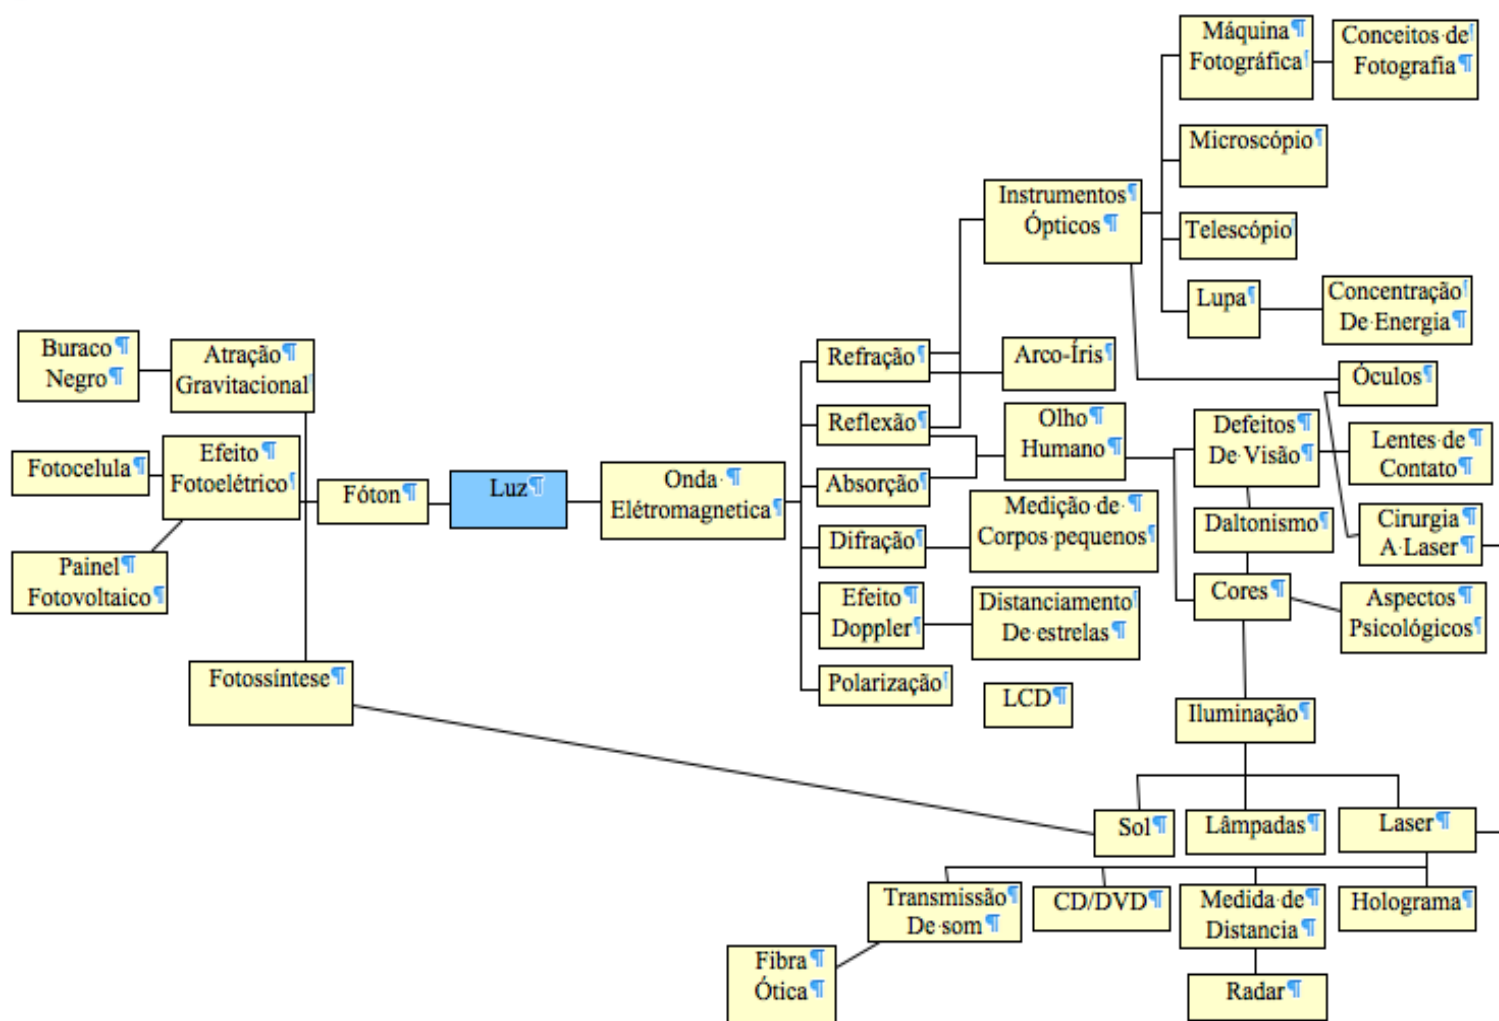 Máquina¶
Fotográfica¶
Conceitos·de¶
Fotografia¶
Microscópio¶
Instrumentos¶
Ópticos¶
Telescópio¶
Lupa¶
Concentração¶
De·Energia¶
Buraco¶
Negro¶
Atração¶
Gravitacional¶
Refração¶
Arco-Íris¶
Óculos¶
Reflexão¶
Olho¶
Humano¶
Defeitos¶
De·Visão¶
Lentes·de¶
Contato¶
Fotocelula¶
Efeito¶
Fotoelétrico¶
Fóton¶
Luz¶
Onda·¶
Elétromagnetica¶
Absorção¶
Medição·de·¶
Corpos·pequenos¶
Daltonismo¶
Cirurgia¶
A·Laser¶
Difração¶
Painel¶
Fotovoltaico¶
Efeito¶
Doppler¶
Distanciamento¶
De·estrelas¶
Cores¶
Aspectos¶
Psicológicos¶
Fotossíntese¶
Polarização¶
LCD¶
Iluminação¶
Sol¶
Lâmpadas¶
Laser¶
Transmissão¶
De·som¶
CD/DVD¶
Medida·de¶
Distancia¶
Holograma¶
Fibra¶
Ótica¶
Radar¶